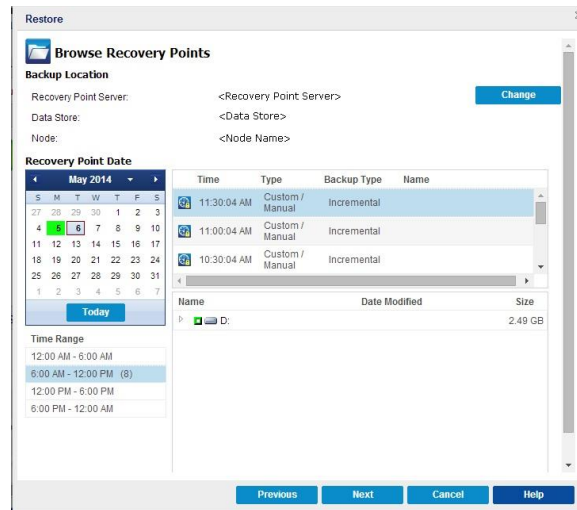 Restore
Browse Recovery Points
Backup Location
Recovery Point Server: <Recovery Point Server> Change
Data Store: <Data Store>
Node: <Node Name>
Recovery Point Date
May 2014
S M T W T F S
27 28 29 30 1 2 3
4 5 6 7 8 9 10
11 12 13 14 15 16 17
18 19 20 21 22 23 24
25 26 27 28 29 30 31
1 2 3 4 5 6 7
Today
Time Range
12:00 AM - 6:00 AM
6:00 AM - 12:00 PM (8)
12:00 PM - 6:00 PM
6:00 PM - 12:00 AM
Time Type Backup Type Name
11:30:04 AM Custom / Manual Incremental
11:00:04 AM Custom / Manual Incremental
10:30:04 AM Custom / Manual Incremental
Name Date Modified Size
D: 2.49 GB
Previous Next Cancel Help